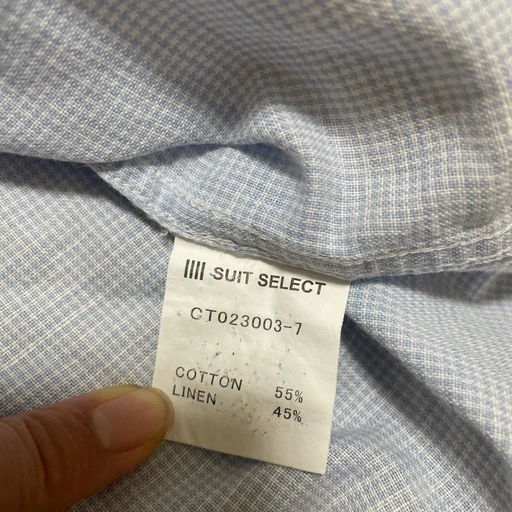 SUIT SELECT
CT023003-7
COTTON 55%
LINEN 45%